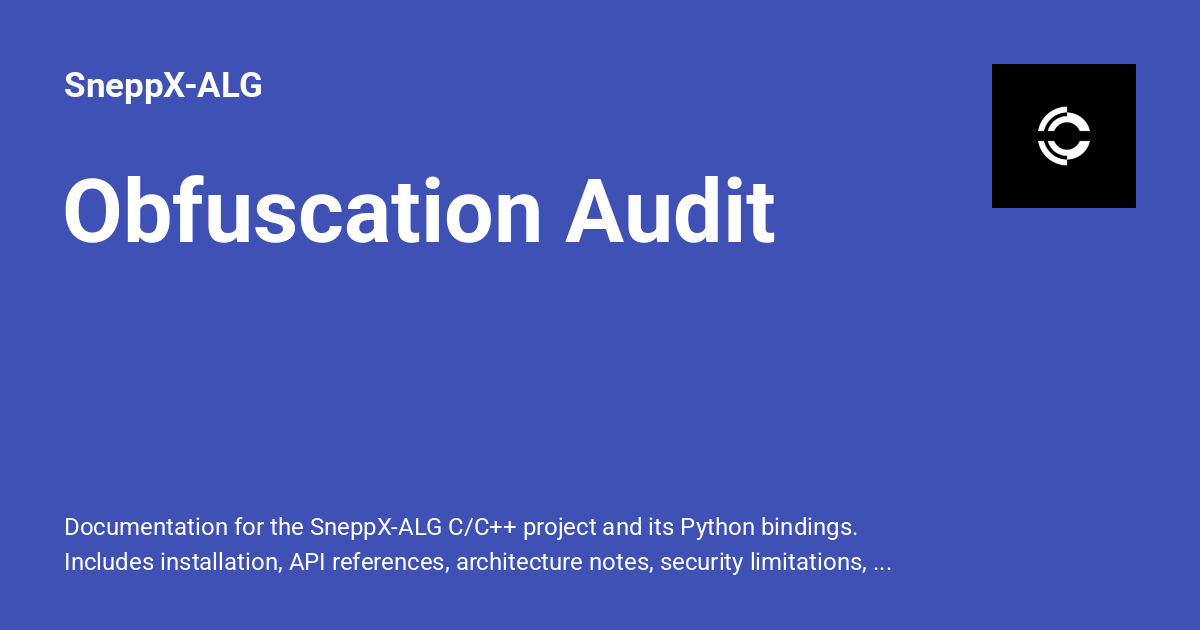 SneppX-ALG
Obfuscation Audit
Documentation for the SneppX-ALG C/C++ project and its Python bindings.
Includes installation, API references, architecture notes, security limitations, ...